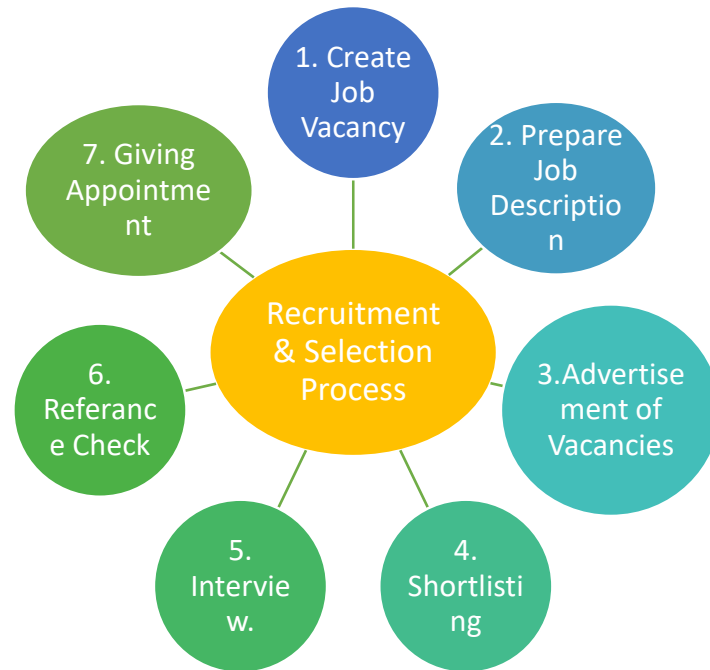 1. Create
Job
Vacancy
2. Prepare
Job
Descriptio
n
3.Advertise
ment of
Vacancies
4.
Shortlisti
ng
5.
Intervie
w.
6.
Referanc
e Check
7. Giving
Appointme
nt
Recruitment
& Selection
Process